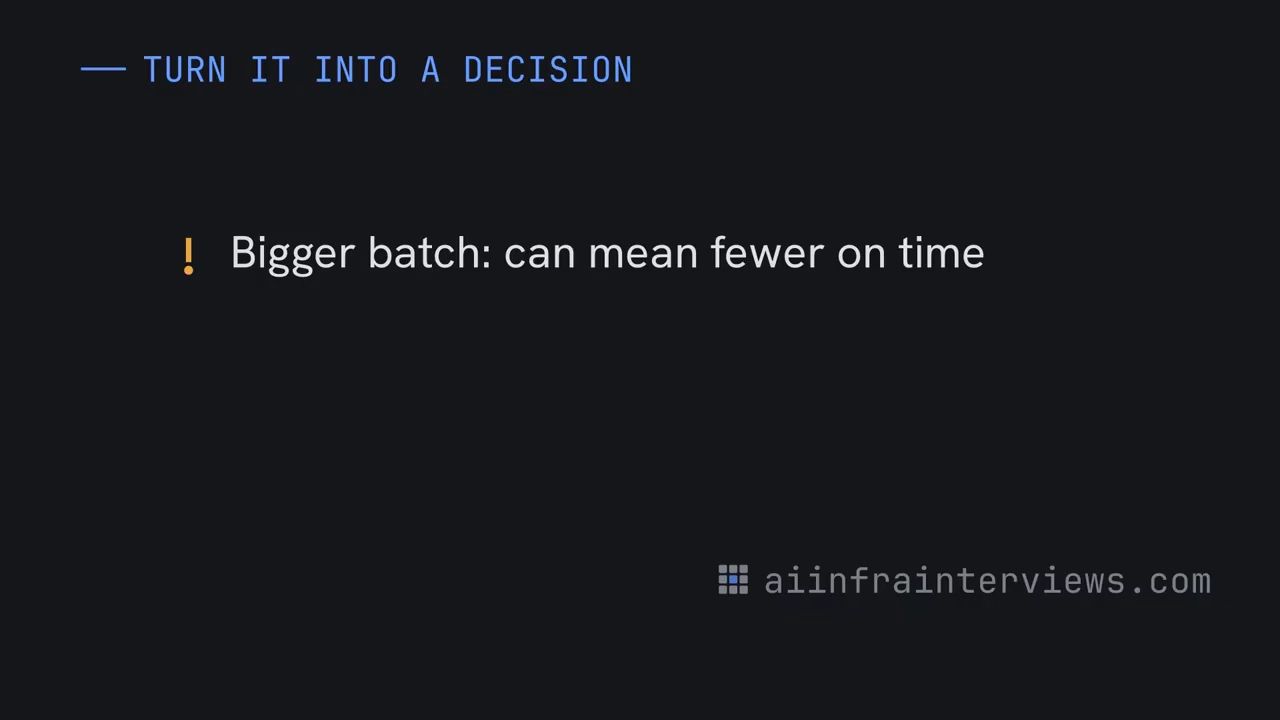 TURN IT INTO A DECISION
! Bigger batch: can mean fewer on time
aiinfrainterviews.com